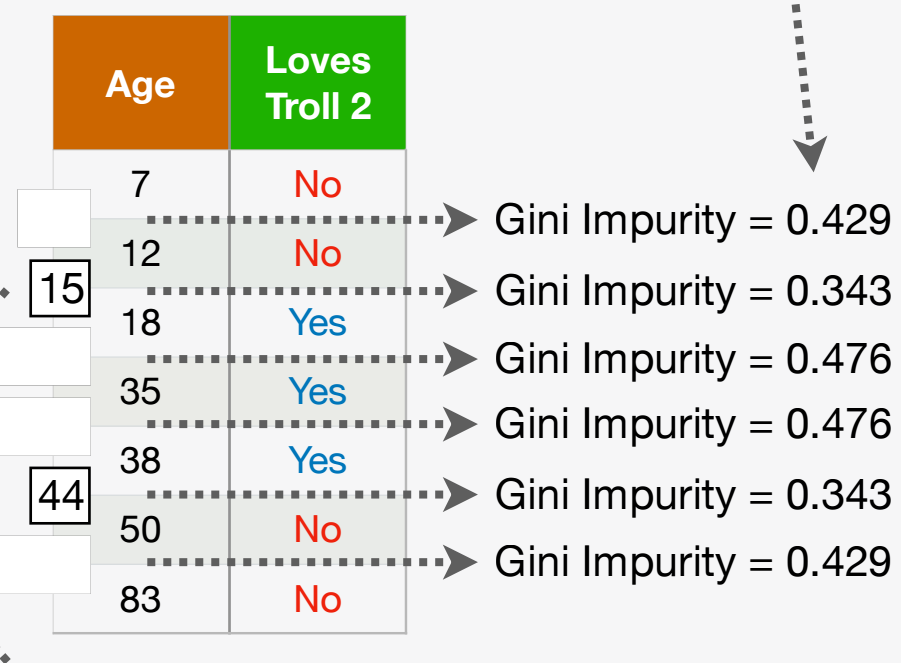 Age
Loves
Troll 2
7 No
Gini Impurity = 0.429
12 No
15
Gini Impurity = 0.343
18 Yes
Gini Impurity = 0.476
35 Yes
Gini Impurity = 0.476
38 Yes
44
Gini Impurity = 0.343
50 No
Gini Impurity = 0.429
83 No